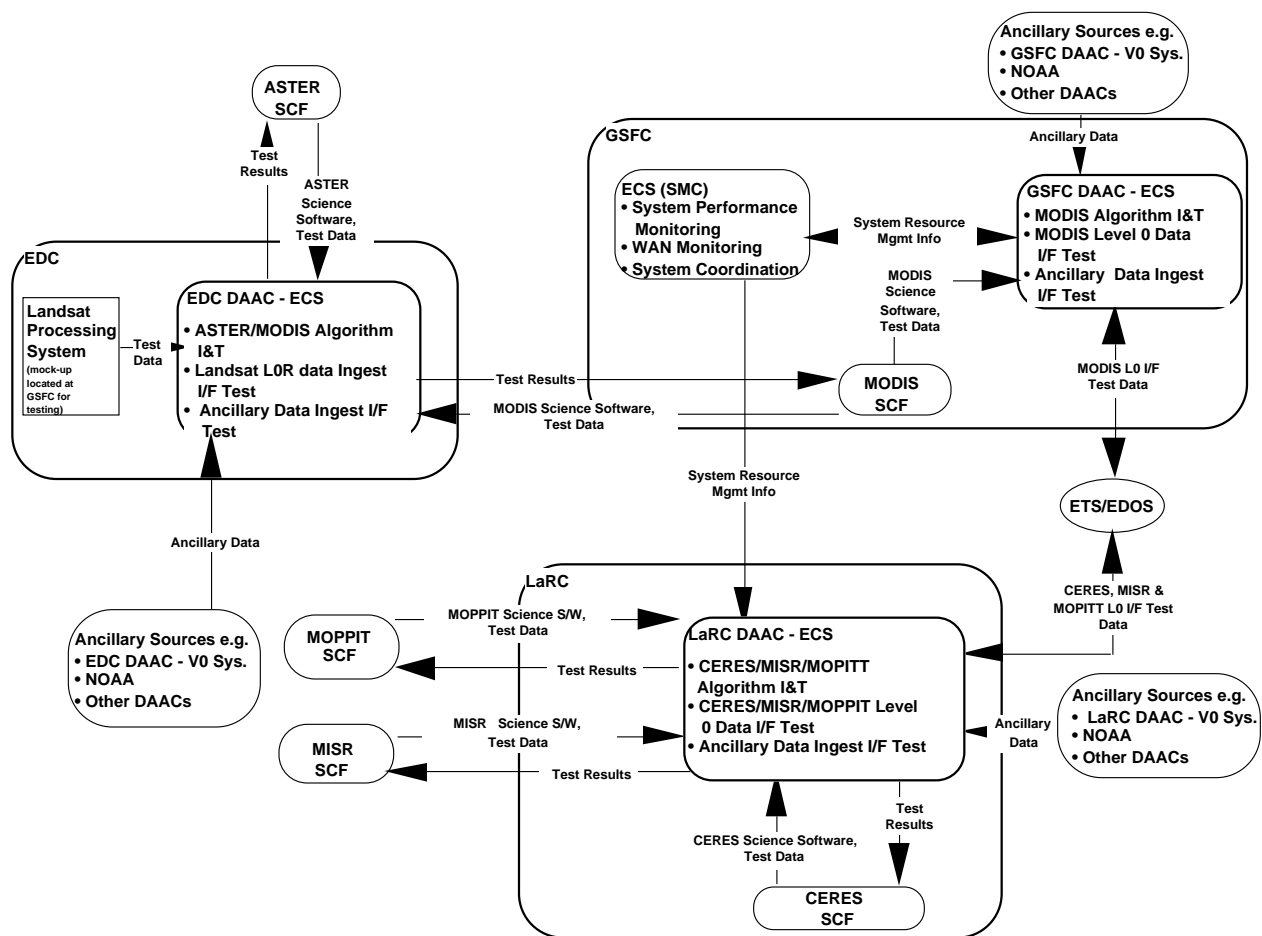 Ancillary Sources e.g.
• GSFC DAAC - V0 Sys.
• NOAA
• Other DAACs
ASTER
SCF
Ancillary Data
GSFC
Test
Results
ASTER
Science
Software,
Test Data
ECS (SMC)
• System Performance
Monitoring
• WAN Monitoring
• System Coordination
System Resource
Mgmt Info
GSFC DAAC - ECS
• MODIS Algorithm I&T
• MODIS Level 0 Data
I/F Test
• Ancillary Data Ingest
I/F Test
MODIS
Science
Software,
Test Data
EDC
Landsat
Processing
System
(mock-up
located at
GSFC for
testing)
Test
Data
EDC DAAC - ECS
• ASTER/MODIS Algorithm
I&T
• Landsat L0R data Ingest
I/F Test
• Ancillary Data Ingest I/F
Test
Test Results
MODIS Science Software,
Test Data
MODIS
SCF
MODIS L0 I/F
Test Data
System Resource
Mgmt Info
ETS/EDOS
Ancillary Data
CERES, MISR &
MOPITT L0 I/F Test
Data
LaRC
Ancillary Sources e.g.
• EDC DAAC - V0 Sys.
• NOAA
• Other DAACs
MOPPIT
SCF
MOPPIT Science S/W,
Test Data
Test Results
MISR
SCF
MISR Science S/W,
Test Data
Test Results
LaRC DAAC - ECS
• CERES/MISR/MOPITT
Algorithm I&T
• CERES/MISR/MOPPIT Level
0 Data I/F Test
• Ancillary Data Ingest I/F Test
Ancillary
Data
Ancillary Sources e.g.
• LaRC DAAC - V0 Sys.
• NOAA
• Other DAACs
CERES Science Software,
Test Data
Test
Results
CERES
SCF